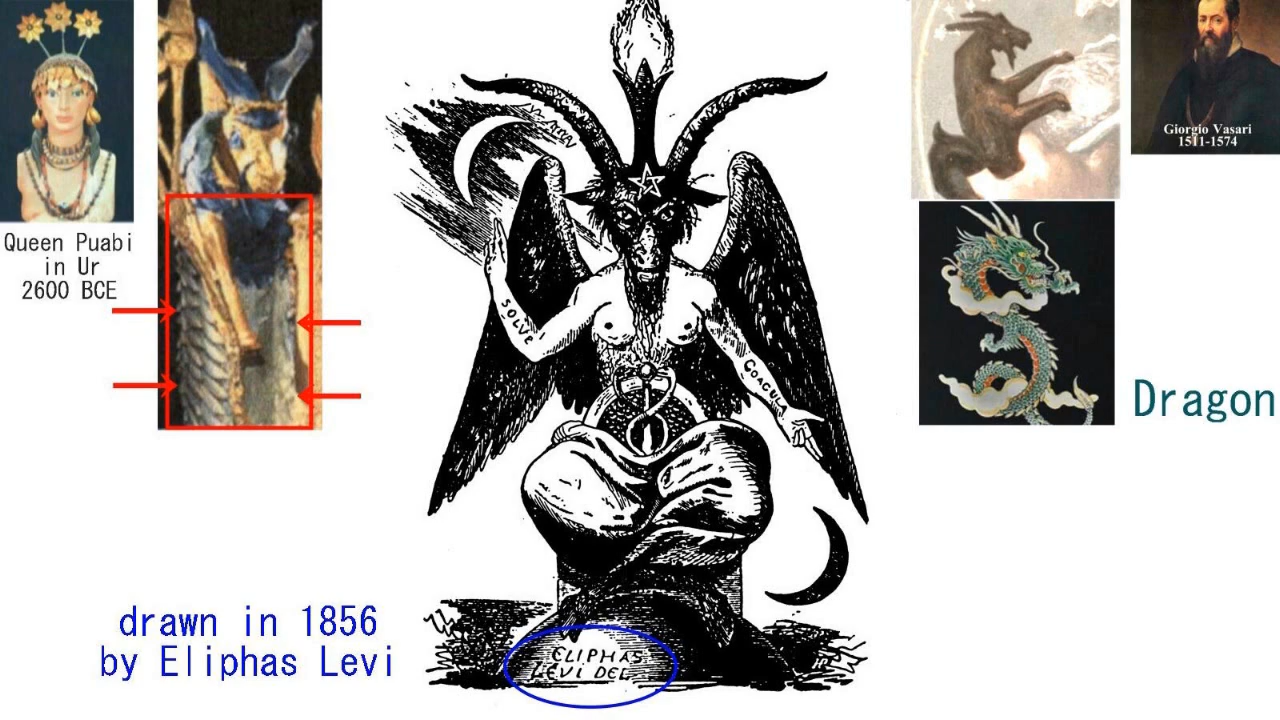 Queen Puabi
in Ur
2600 BCE
Giorgio Vasari
1511-1574
SOLVE
COAGUL
Dragon
drawn in 1856
by Eliphas Levi
ELIPHAS
LEVI DEL